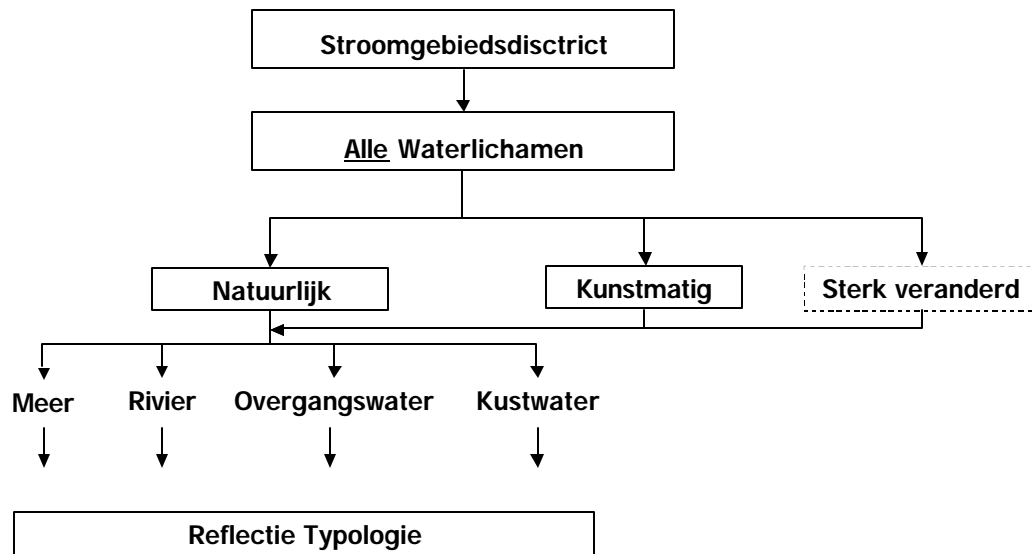 Stroomgebiedsdisctrict
Alle Waterlichamen
Natuurlijk
Kunstmatig
Sterk veranderd
Meer
Rivier
Overgangswater
Kustwater
Reflectie Typologie